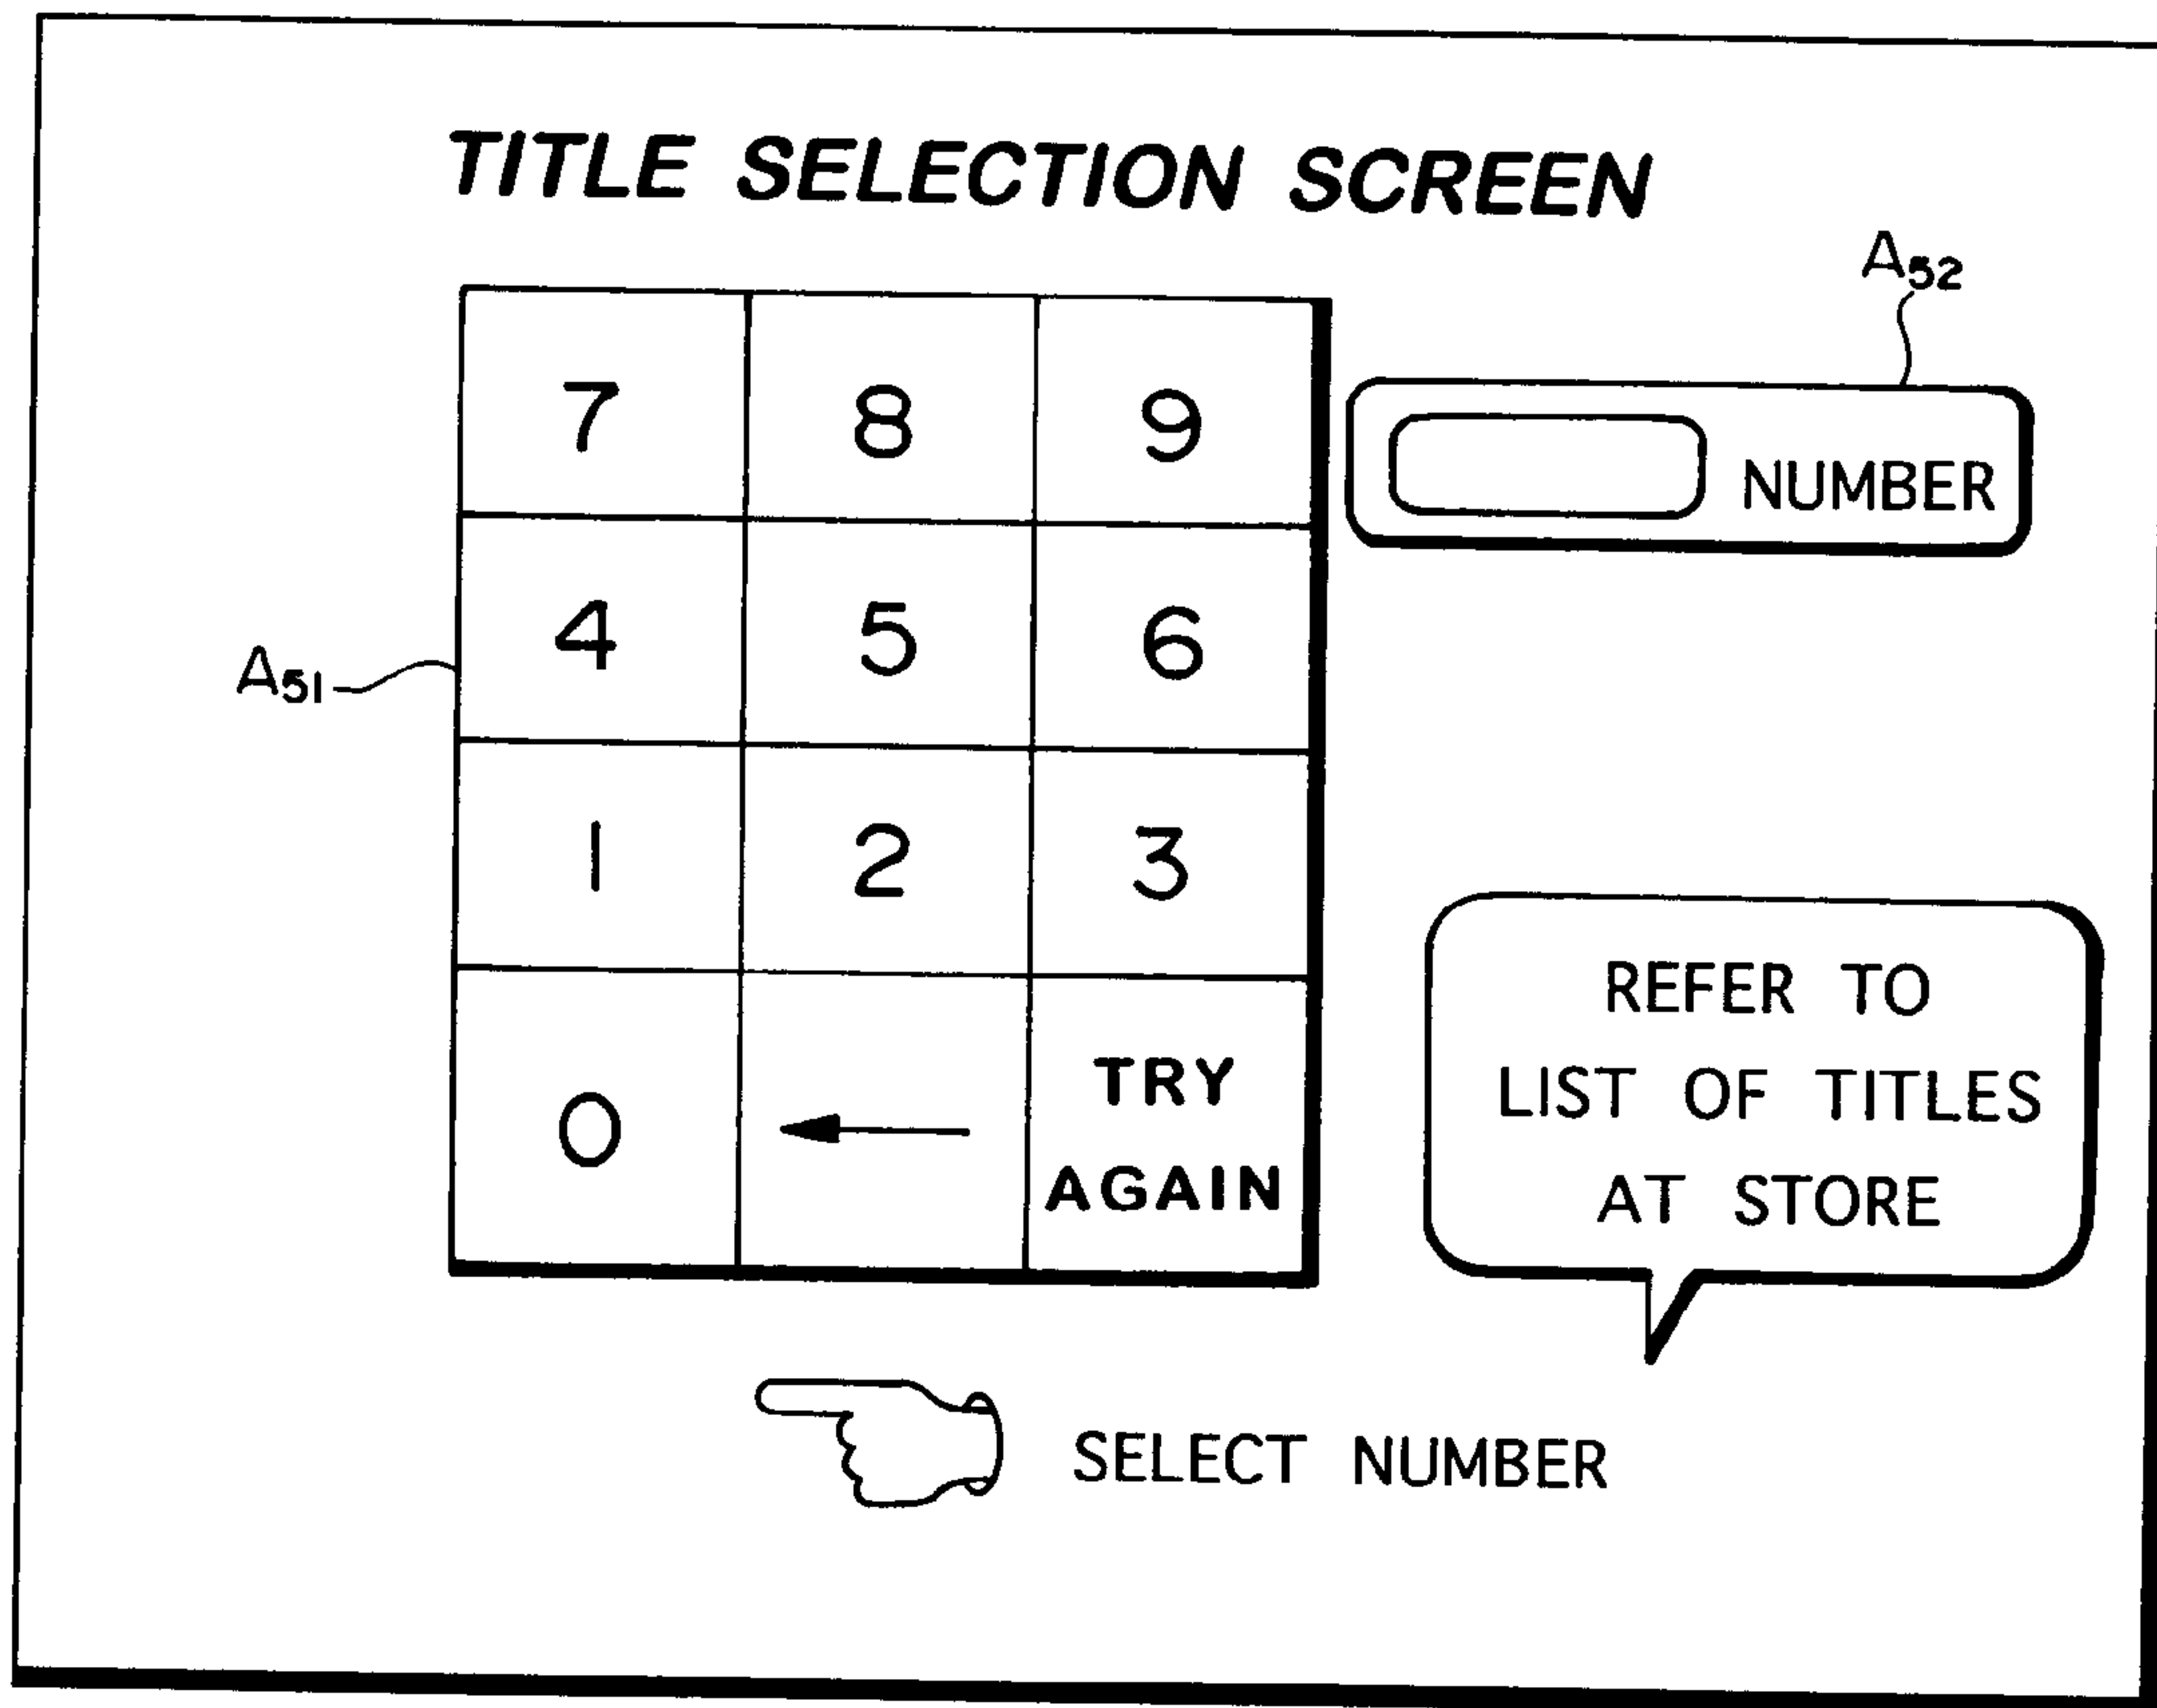 TITLE SELECTION SCREEN
A52
7 8 9
NUMBER
4 5 6
A51
1 2 3
REFER TO
LIST OF TITLES
AT STORE
0 ← TRY
AGAIN
SELECT NUMBER